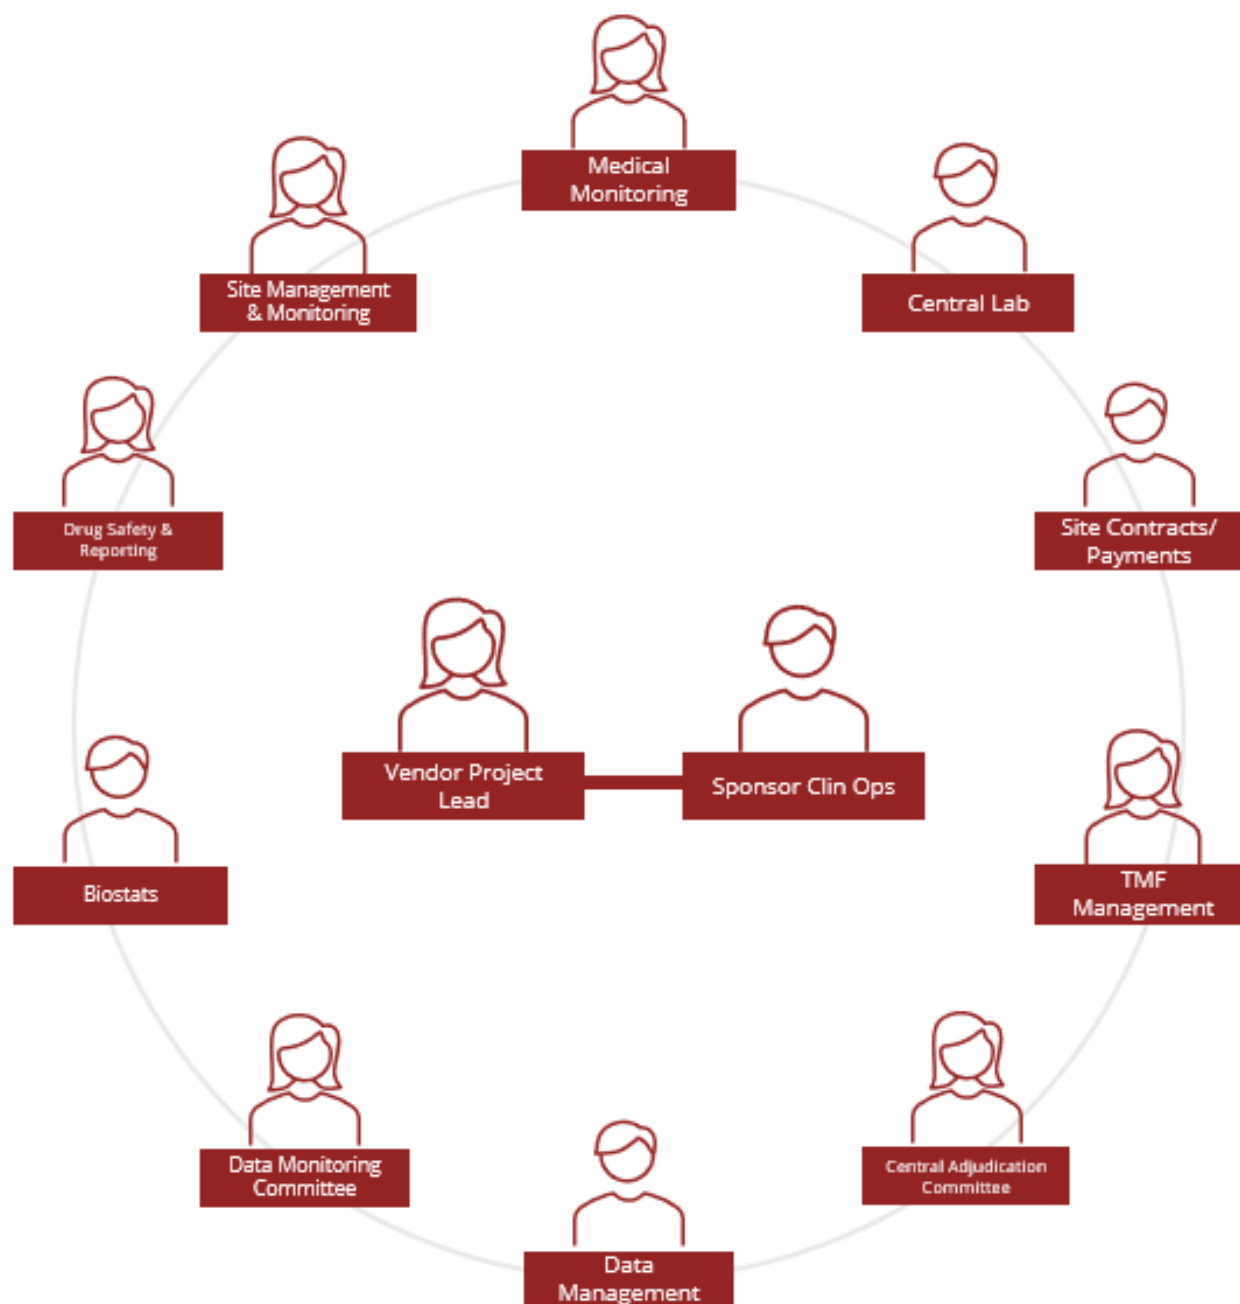 Medical
Monitoring
Site Management
& Monitoring
Central Lab
Drug Safety &
Reporting
Site Contracts/
Payments
Vendor Project
Lead
Sponsor Clin Ops
Biostats
TMF
Management
Data Monitoring
Committee
Central Adjudication
Committee
Data
Management